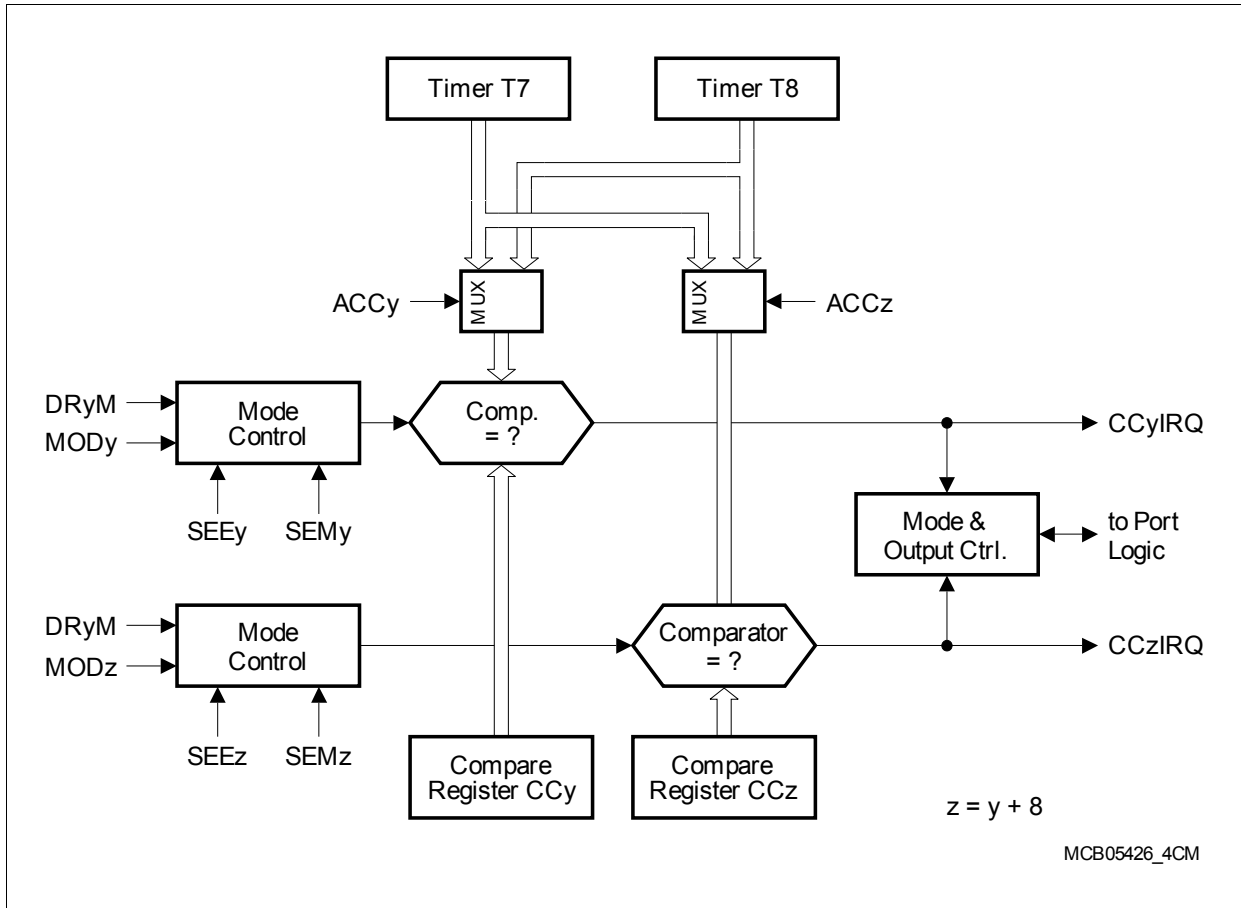 Timer T7
Timer T8
ACCy
MUX
MUX
ACCz
DRyM
MODy
Mode
Control
Comp.
= ?
CCyIRQ
SEEy
SEMy
Mode &
Output Ctrl.
to Port
Logic
DRyM
MODz
Mode
Control
Comparator
= ?
CCzIRQ
SEEz
SEMz
Compare
Register CCy
Compare
Register CCz
z = y + 8
MCB05426_4CM